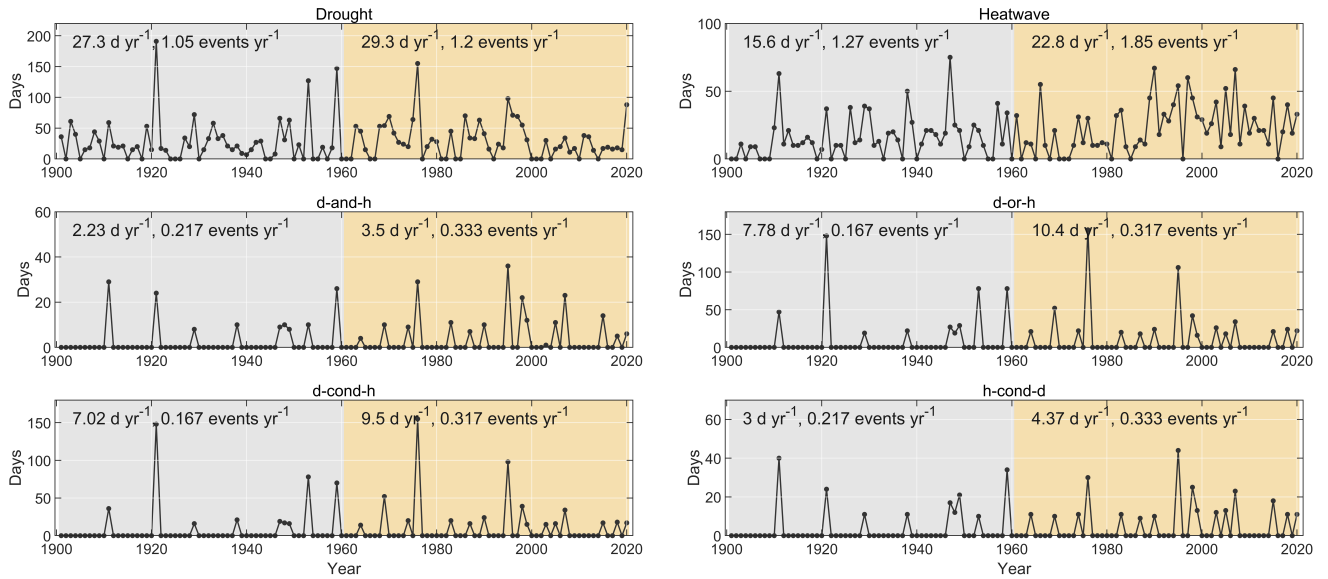 Drought
27.3 d yr-1, 1.05 events yr-1
29.3 d yr-1, 1.2 events yr-1
Days
200
150
100
50
0
1900 1920 1940 1960 1980 2000 2020
Heatwave
15.6 d yr-1, 1.27 events yr-1
22.8 d yr-1, 1.85 events yr-1
Days
100
50
0
1900 1920 1940 1960 1980 2000 2020
d-and-h
2.23 d yr-1, 0.217 events yr-1
3.5 d yr-1, 0.333 events yr-1
Days
60
40
20
0
1900 1920 1940 1960 1980 2000 2020
d-or-h
7.78 d yr-1, 0.167 events yr-1
10.4 d yr-1, 0.317 events yr-1
Days
150
100
50
0
1900 1920 1940 1960 1980 2000 2020
d-cond-h
7.02 d yr-1, 0.167 events yr-1
9.5 d yr-1, 0.317 events yr-1
Days
150
100
50
0
1900 1920 1940 1960 1980 2000 2020
Year
h-cond-d
3 d yr-1, 0.217 events yr-1
4.37 d yr-1, 0.333 events yr-1
Days
60
40
20
0
1900 1920 1940 1960 1980 2000 2020
Year